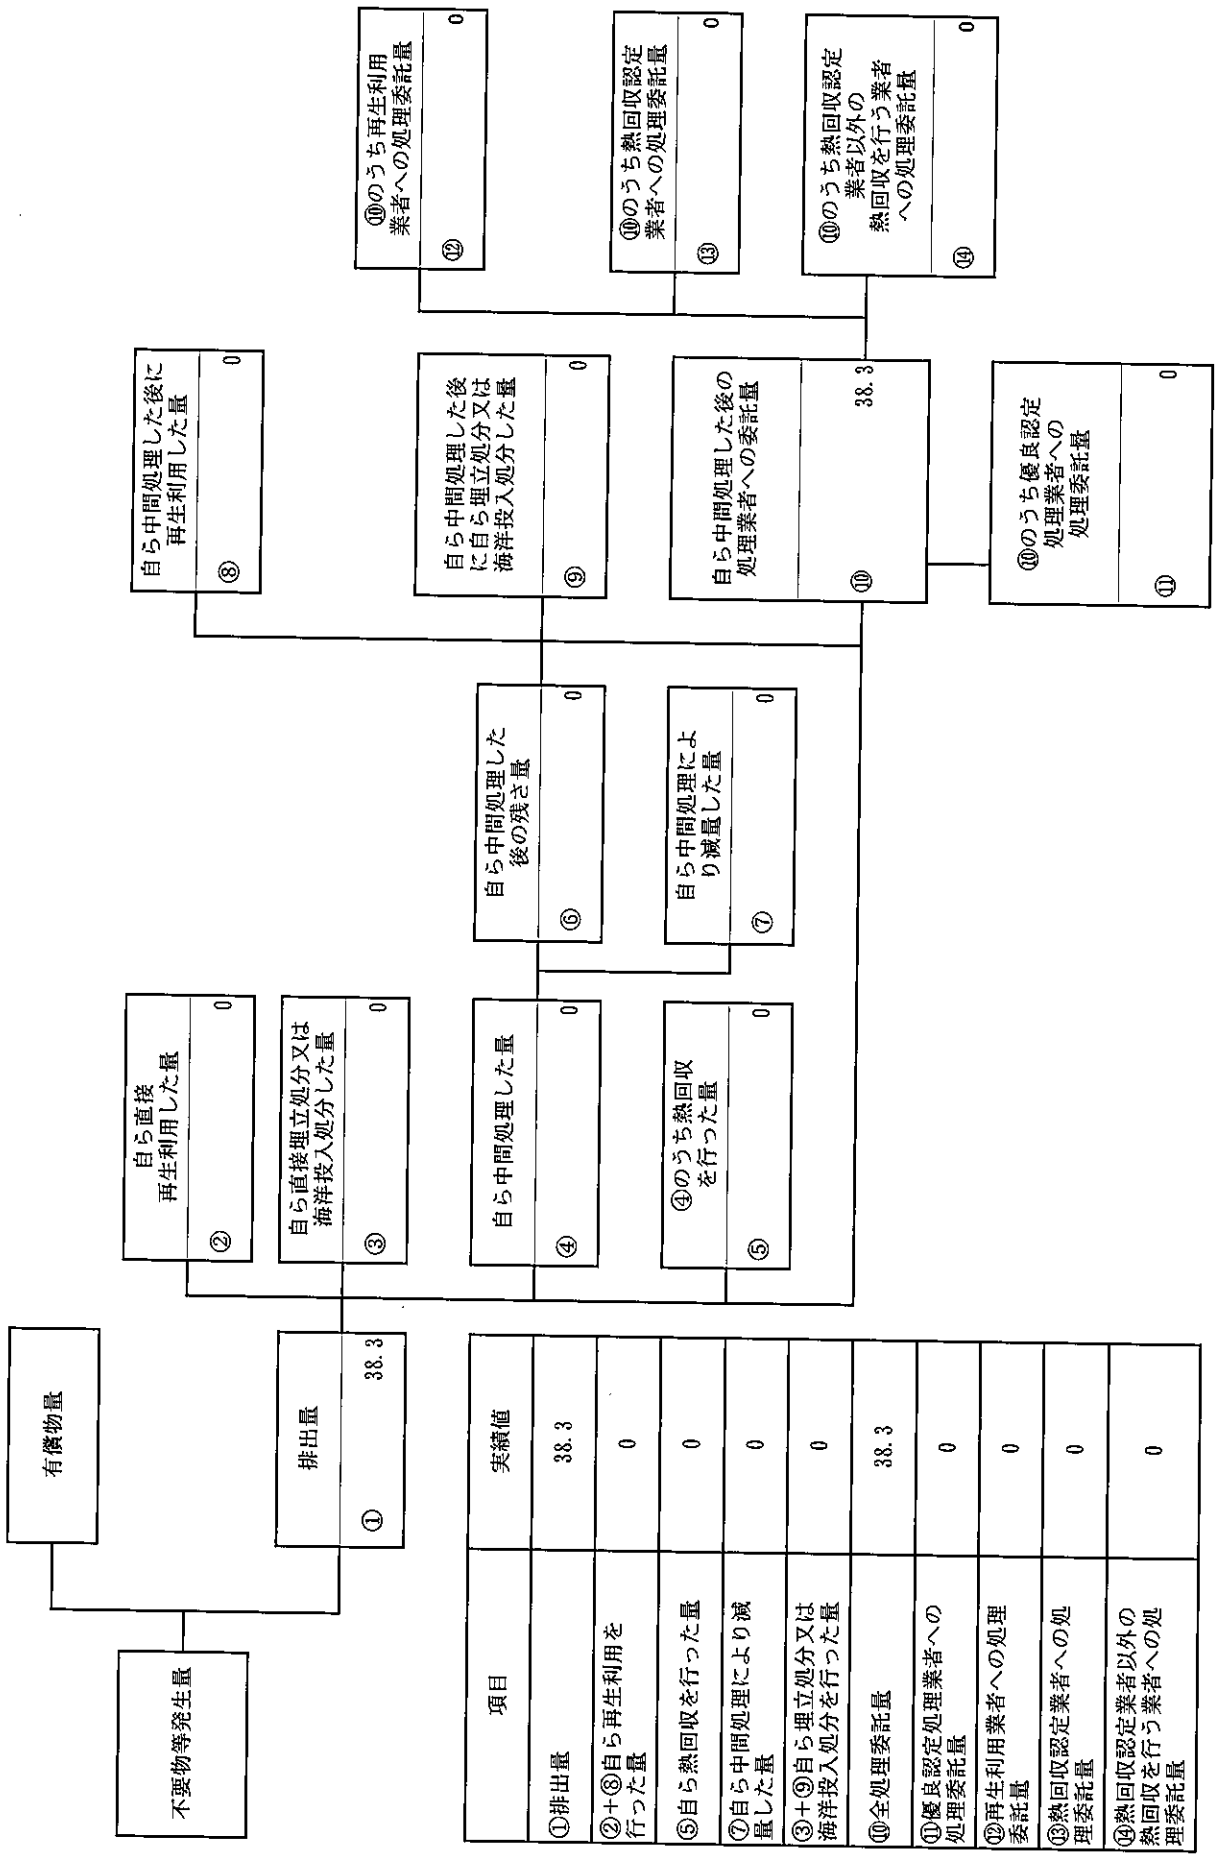 不要物等発生量
有償物量
排出量
① 38.3
自ら直接
再生利用した量
② 0
自ら直接埋立処分又は
海洋投入処分した量
③ 0
自ら中間処理した量
④ 0
④のうち熱回収
を行った量
⑤ 0
自ら中間処理した
後の残さ量
⑥ 0
自ら中間処理によ
り減量した量
⑦ 0
自ら中間処理した後に
再生利用した量
⑧ 0
自ら中間処理した後
に自ら埋立処分又は
海洋投入処分した量
⑨ 0
自ら中間処理した後の
処理業者への委託量
⑩ 38.3
⑩のうち優良認定
処理業者への
処理委託量
⑪ 0
⑩のうち再生利用
業者への処理委託量
⑫ 0
⑩のうち熱回収認定
業者への処理委託量
⑬ 0
⑩のうち熱回収認定
業者以外の
熱回収を行う業者
への処理委託量
⑭ 0
項目 実績値
①排出量 38.3
②+⑧自ら再生利用を
行った量 0
⑤自ら熱回収を行った量 0
⑦自ら中間処理により減
量した量 0
③+⑨自ら埋立処分又は
海洋投入処分を行った量 0
⑩全処理委託量 38.3
⑪優良認定処理業者への
処理委託量 0
⑫再生利用業者への処理
委託量 0
⑬熱回収認定業者への処
理委託量 0
⑭熱回収認定業者以外の
熱回収を行う業者への処
理委託量 0